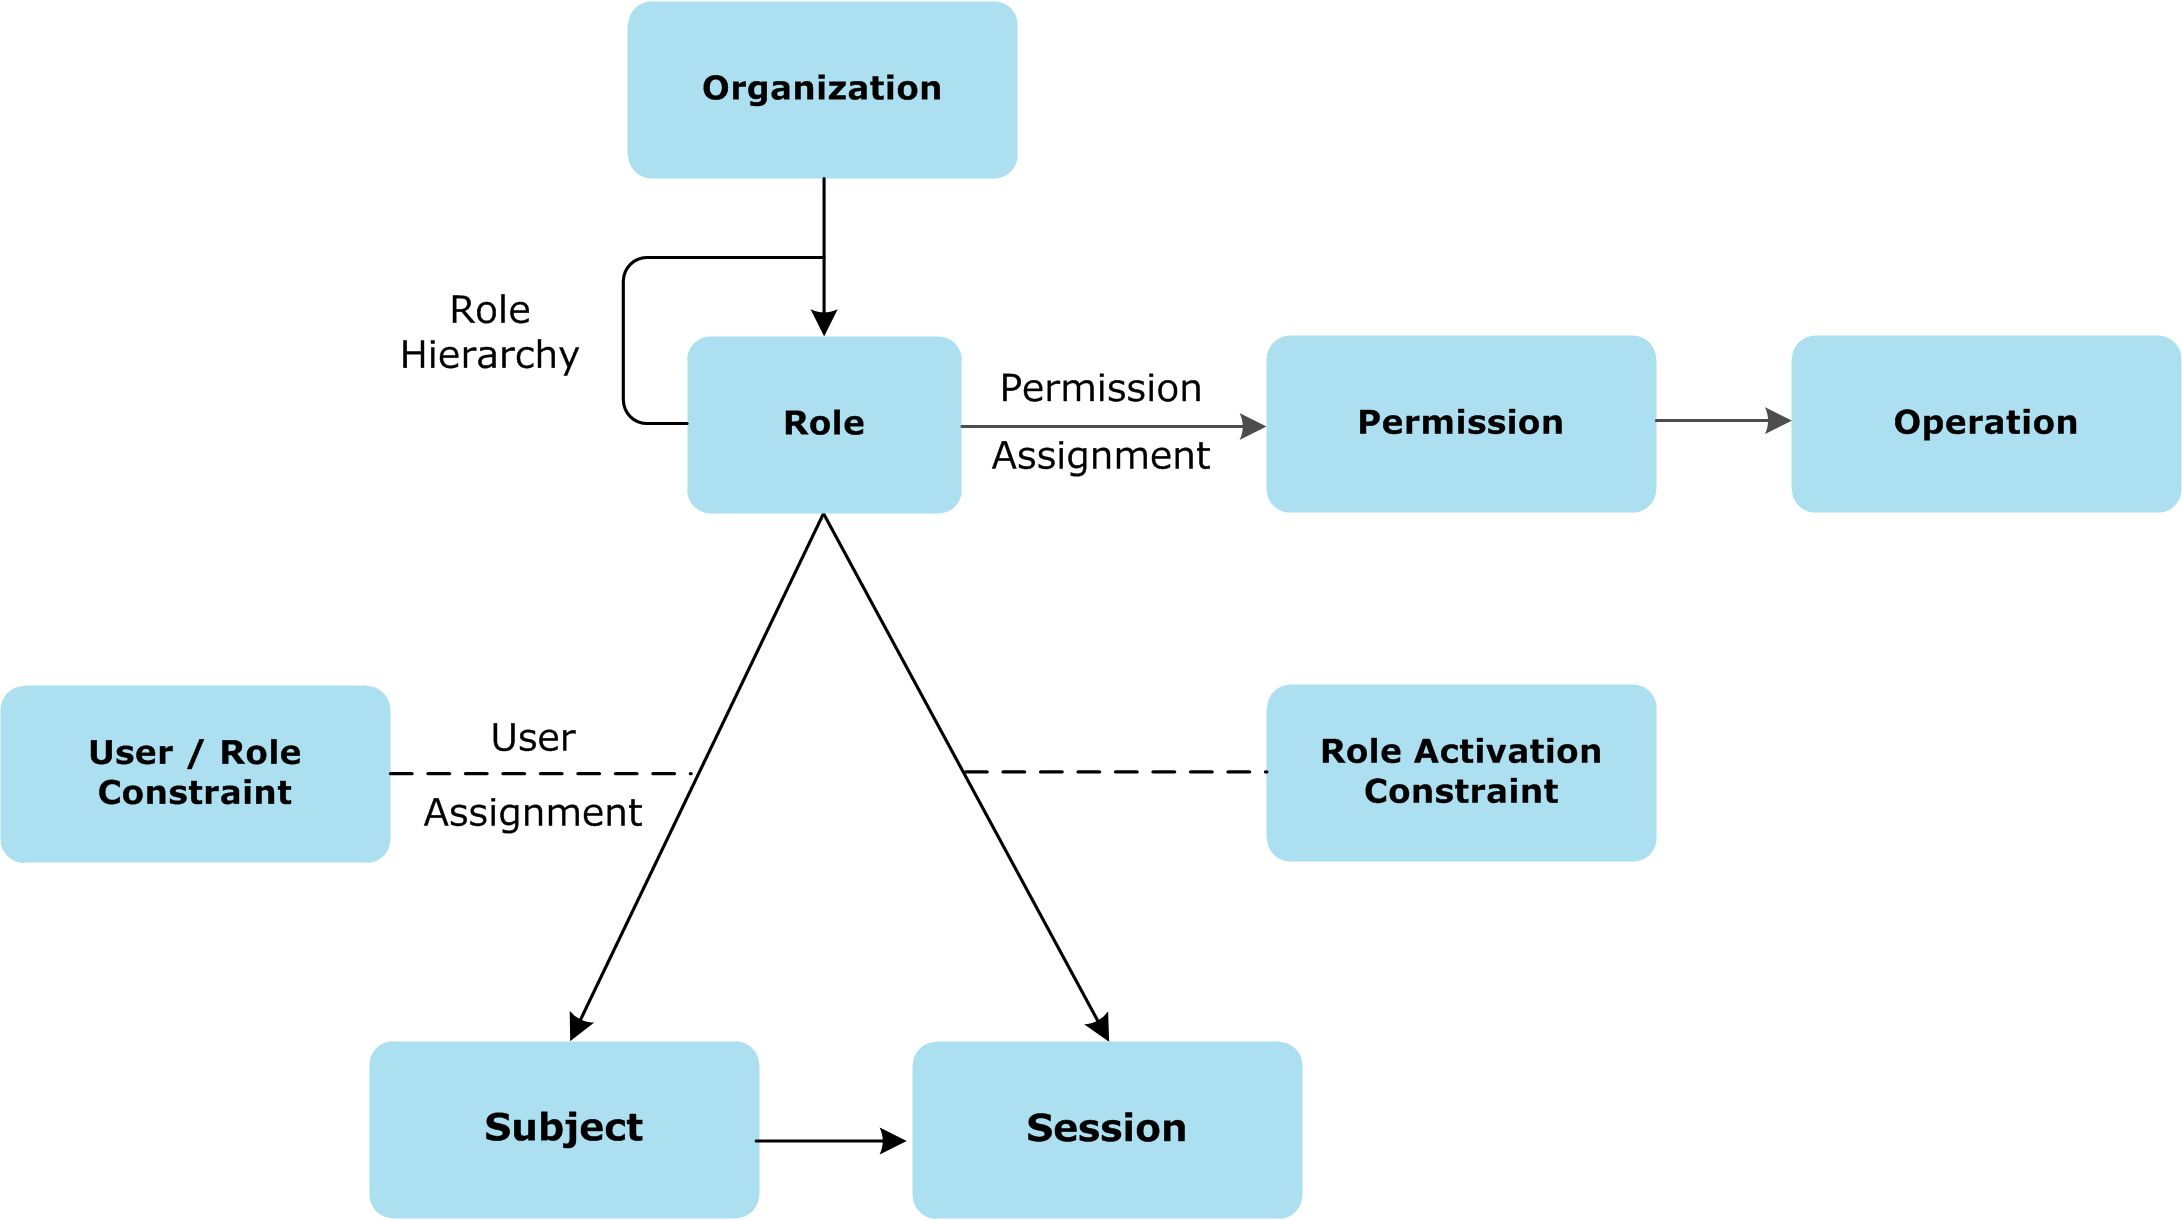 Organization
Role
Hierarchy
Role
Permission
Assignment
Permission
Operation
User / Role
Constraint
User
Assignment
Role Activation
Constraint
Subject
Session